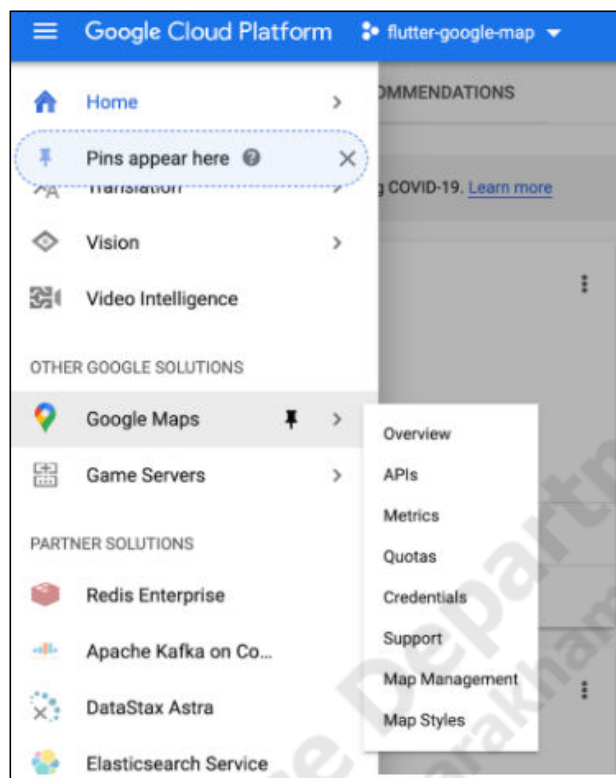 Google Cloud Platform flutter-google-map
Home
OMMENDATIONS
Pins appear here
Translation
g COVID-19. Learn more
Vision
Video Intelligence
OTHER GOOGLE SOLUTIONS
Google Maps
Game Servers
Overview
APIs
Metrics
Quotas
Credentials
Support
Map Management
Map Styles
PARTNER SOLUTIONS
Redis Enterprise
Apache Kafka on Co...
DataStax Astra
Elasticsearch Service